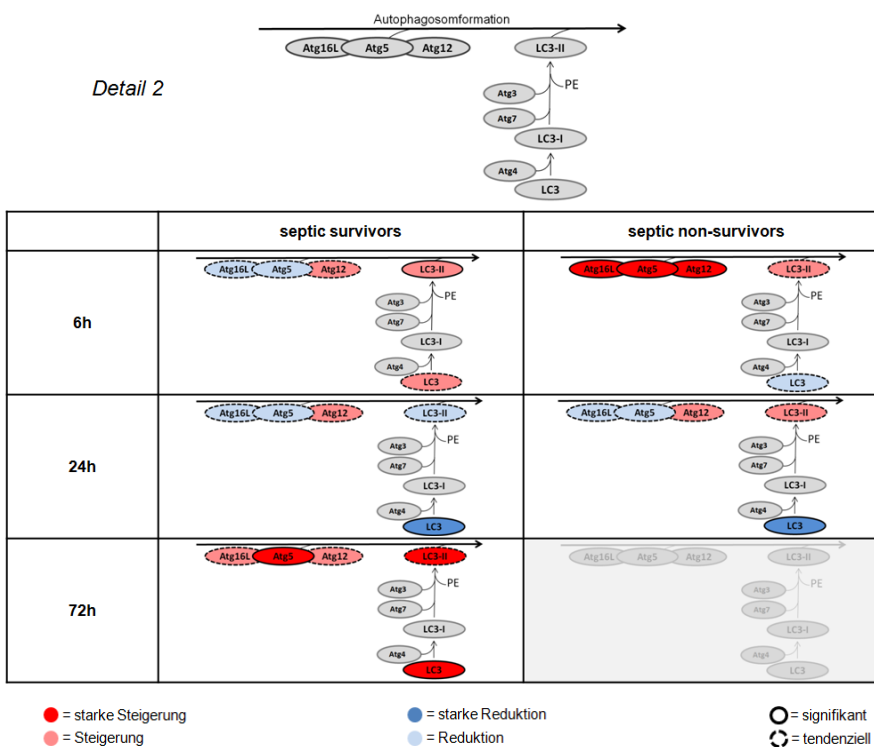 Autophagosomformation
Atg16L Atg5 Atg12 LC3-II
Detail 2
PE
Atg3
Atg7
LC3-I
Atg4
LC3
septic survivors septic non-survivors
6h
Atg16L Atg5 Atg12 LC3-II
Atg3 PE
Atg7
LC3-I
Atg4
LC3
Atg16L Atg5 Atg12 LC3-II
Atg3 PE
Atg7
LC3-I
Atg4
LC3
24h
Atg16L Atg5 Atg12 LC3-II
Atg3 PE
Atg7
LC3-I
Atg4
LC3
Atg16L Atg5 Atg12 LC3-II
Atg3 PE
Atg7
LC3-I
Atg4
LC3
72h
Atg16L Atg5 Atg12 LC3-II
Atg3 PE
Atg7
LC3-I
Atg4
LC3
Atg16L Atg5 Atg12 LC3-II
Atg3 PE
Atg7
LC3-I
Atg4
LC3
= starke Steigerung = starke Reduktion = signifikant
= Steigerung = Reduktion = tendenziell